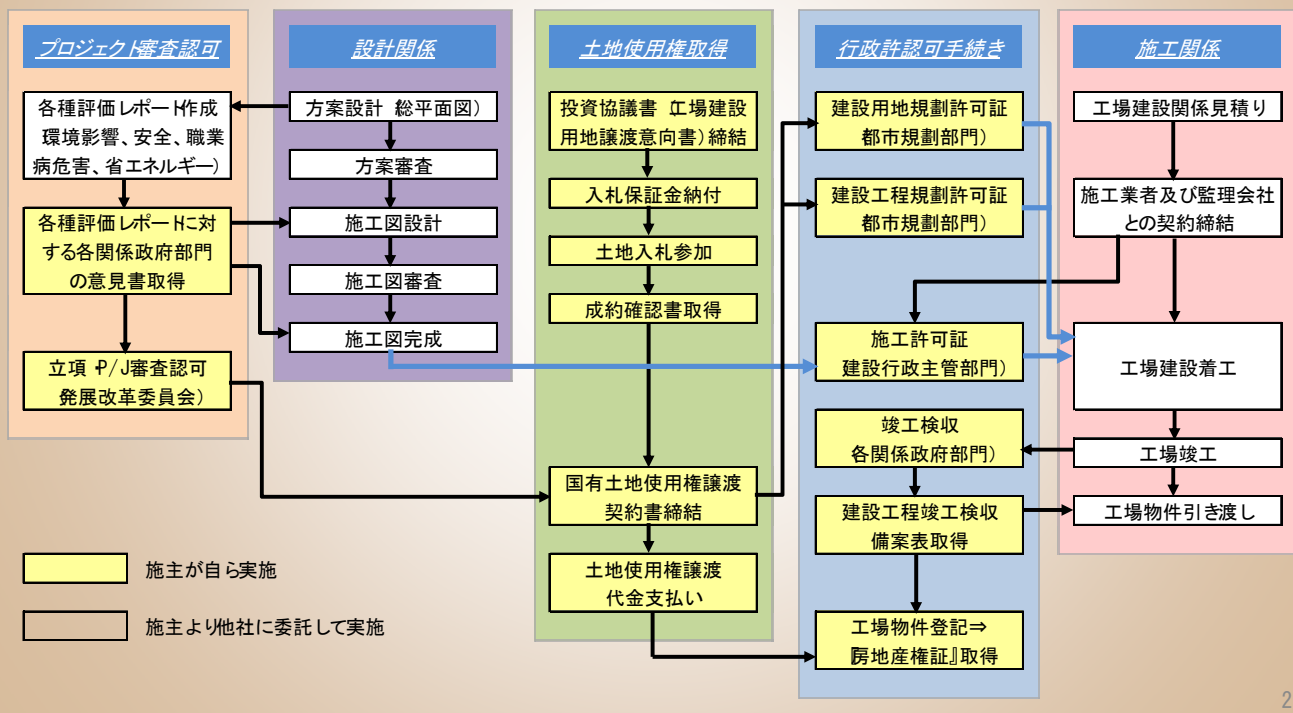 プロジェクト審査認可
各種評価レポート作成
環境影響、安全、職業
病危害、省エネルギー)
各種評価レポートに対
する各関係政府部門
の意見書取得
立項・P/J審査認可
発展改革委員会)
設計関係
方案設計(総平面図)
方案審査
施工図設計
施工図審査
施工図完成
土地使用権取得
投資協議書(工場建設
用地譲渡意向書)締結
入札保証金納付
土地入札参加
成約確認書取得
国有土地使用権譲渡
契約書締結
土地使用権譲渡
代金支払い
行政許認可手続き
建設用地規劃許可証
都市規劃部門)
建設工程規劃許可証
都市規劃部門)
施工許可証
建設行政主管部門)
竣工検収
各関係政府部門)
建設工程竣工検収
備案表取得
工場物件登記⇒
『房地産権証』取得
施工関係
工場建設関係見積り
施工業者及び監理会社
との契約締結
工場建設着工
工場竣工
工場物件引き渡し
施主が自ら実施
施主より他社に委託して実施
2